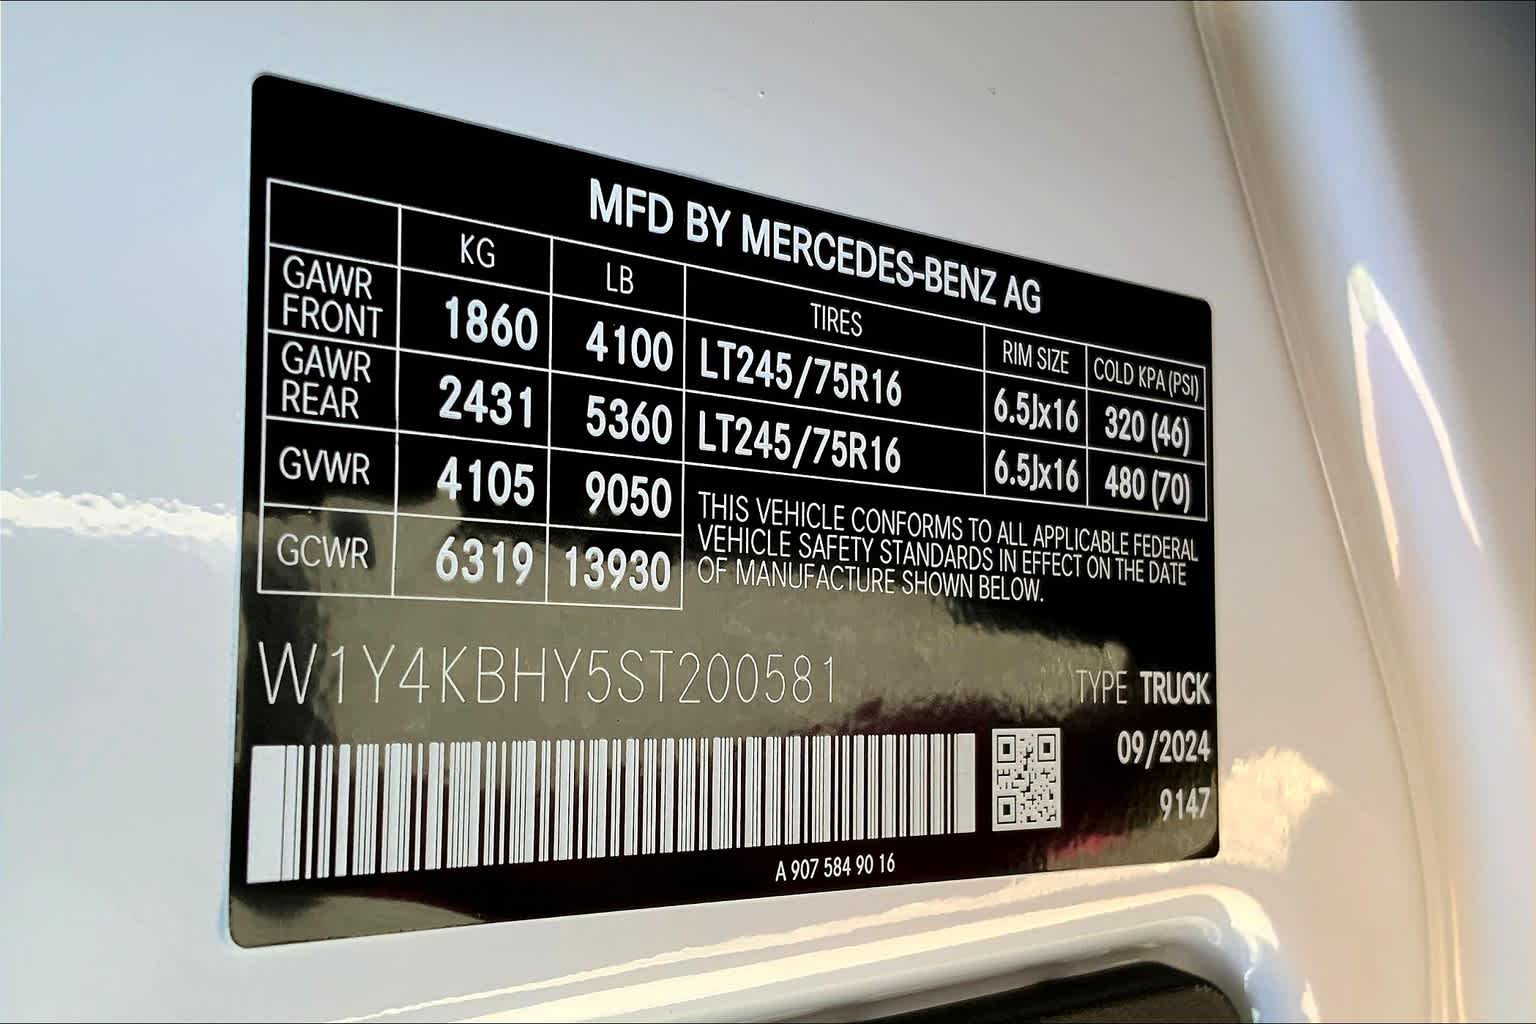 MFD BY MERCEDES-BENZ AG
KG LB TIRES RIM SIZE COLD KPA (PSI)
GAWR FRONT 1860 4100 LT245/75R16 6.5Jx16 320 (46)
GAWR REAR 2431 5360 LT245/75R16 6.5Jx16 480 (70)
GVWR 4105 9050
GCWR 6319 13930
THIS VEHICLE CONFORMS TO ALL APPLICABLE FEDERAL
VEHICLE SAFETY STANDARDS IN EFFECT ON THE DATE
OF MANUFACTURE SHOWN BELOW.
W1Y4KBHY5ST200581
TYPE TRUCK
09/2024
9147
A 907 584 90 16